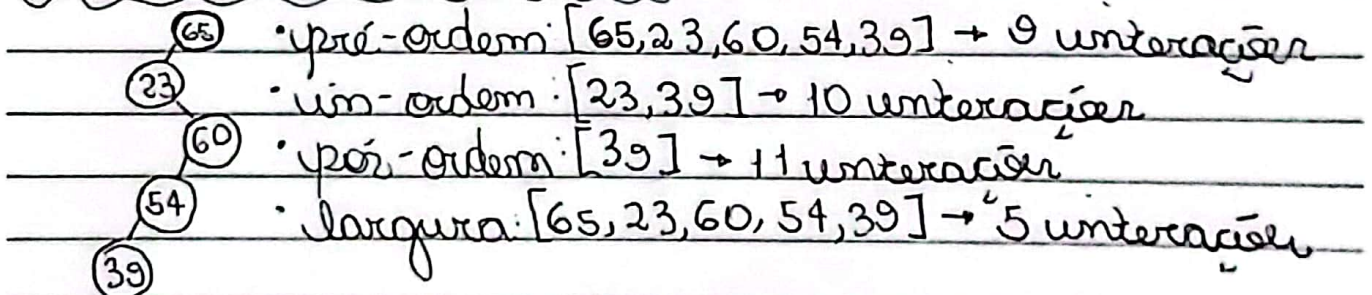 65 · pré-ordem: [65, 23, 60, 54, 39] → 9 interações
23 · in-ordem: [23, 39] → 10 interações
60 · pós-ordem: [39] → 11 interações
54 · largura: [65, 23, 60, 54, 39] → 5 interações
39